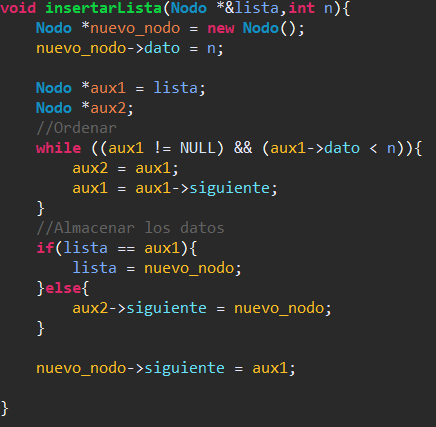 void insertarLista(Nodo *&lista,int n){
    Nodo *nuevo_nodo = new Nodo();
    nuevo_nodo->dato = n;

    Nodo *aux1 = lista;
    Nodo *aux2;
    //Ordenar
    while ((aux1 != NULL) && (aux1->dato < n)){
        aux2 = aux1;
        aux1 = aux1->siguiente;
    }
    //Almacenar los datos
    if(lista == aux1){
        lista = nuevo_nodo;
    }else{
        aux2->siguiente = nuevo_nodo;
    }

    nuevo_nodo->siguiente = aux1;

}